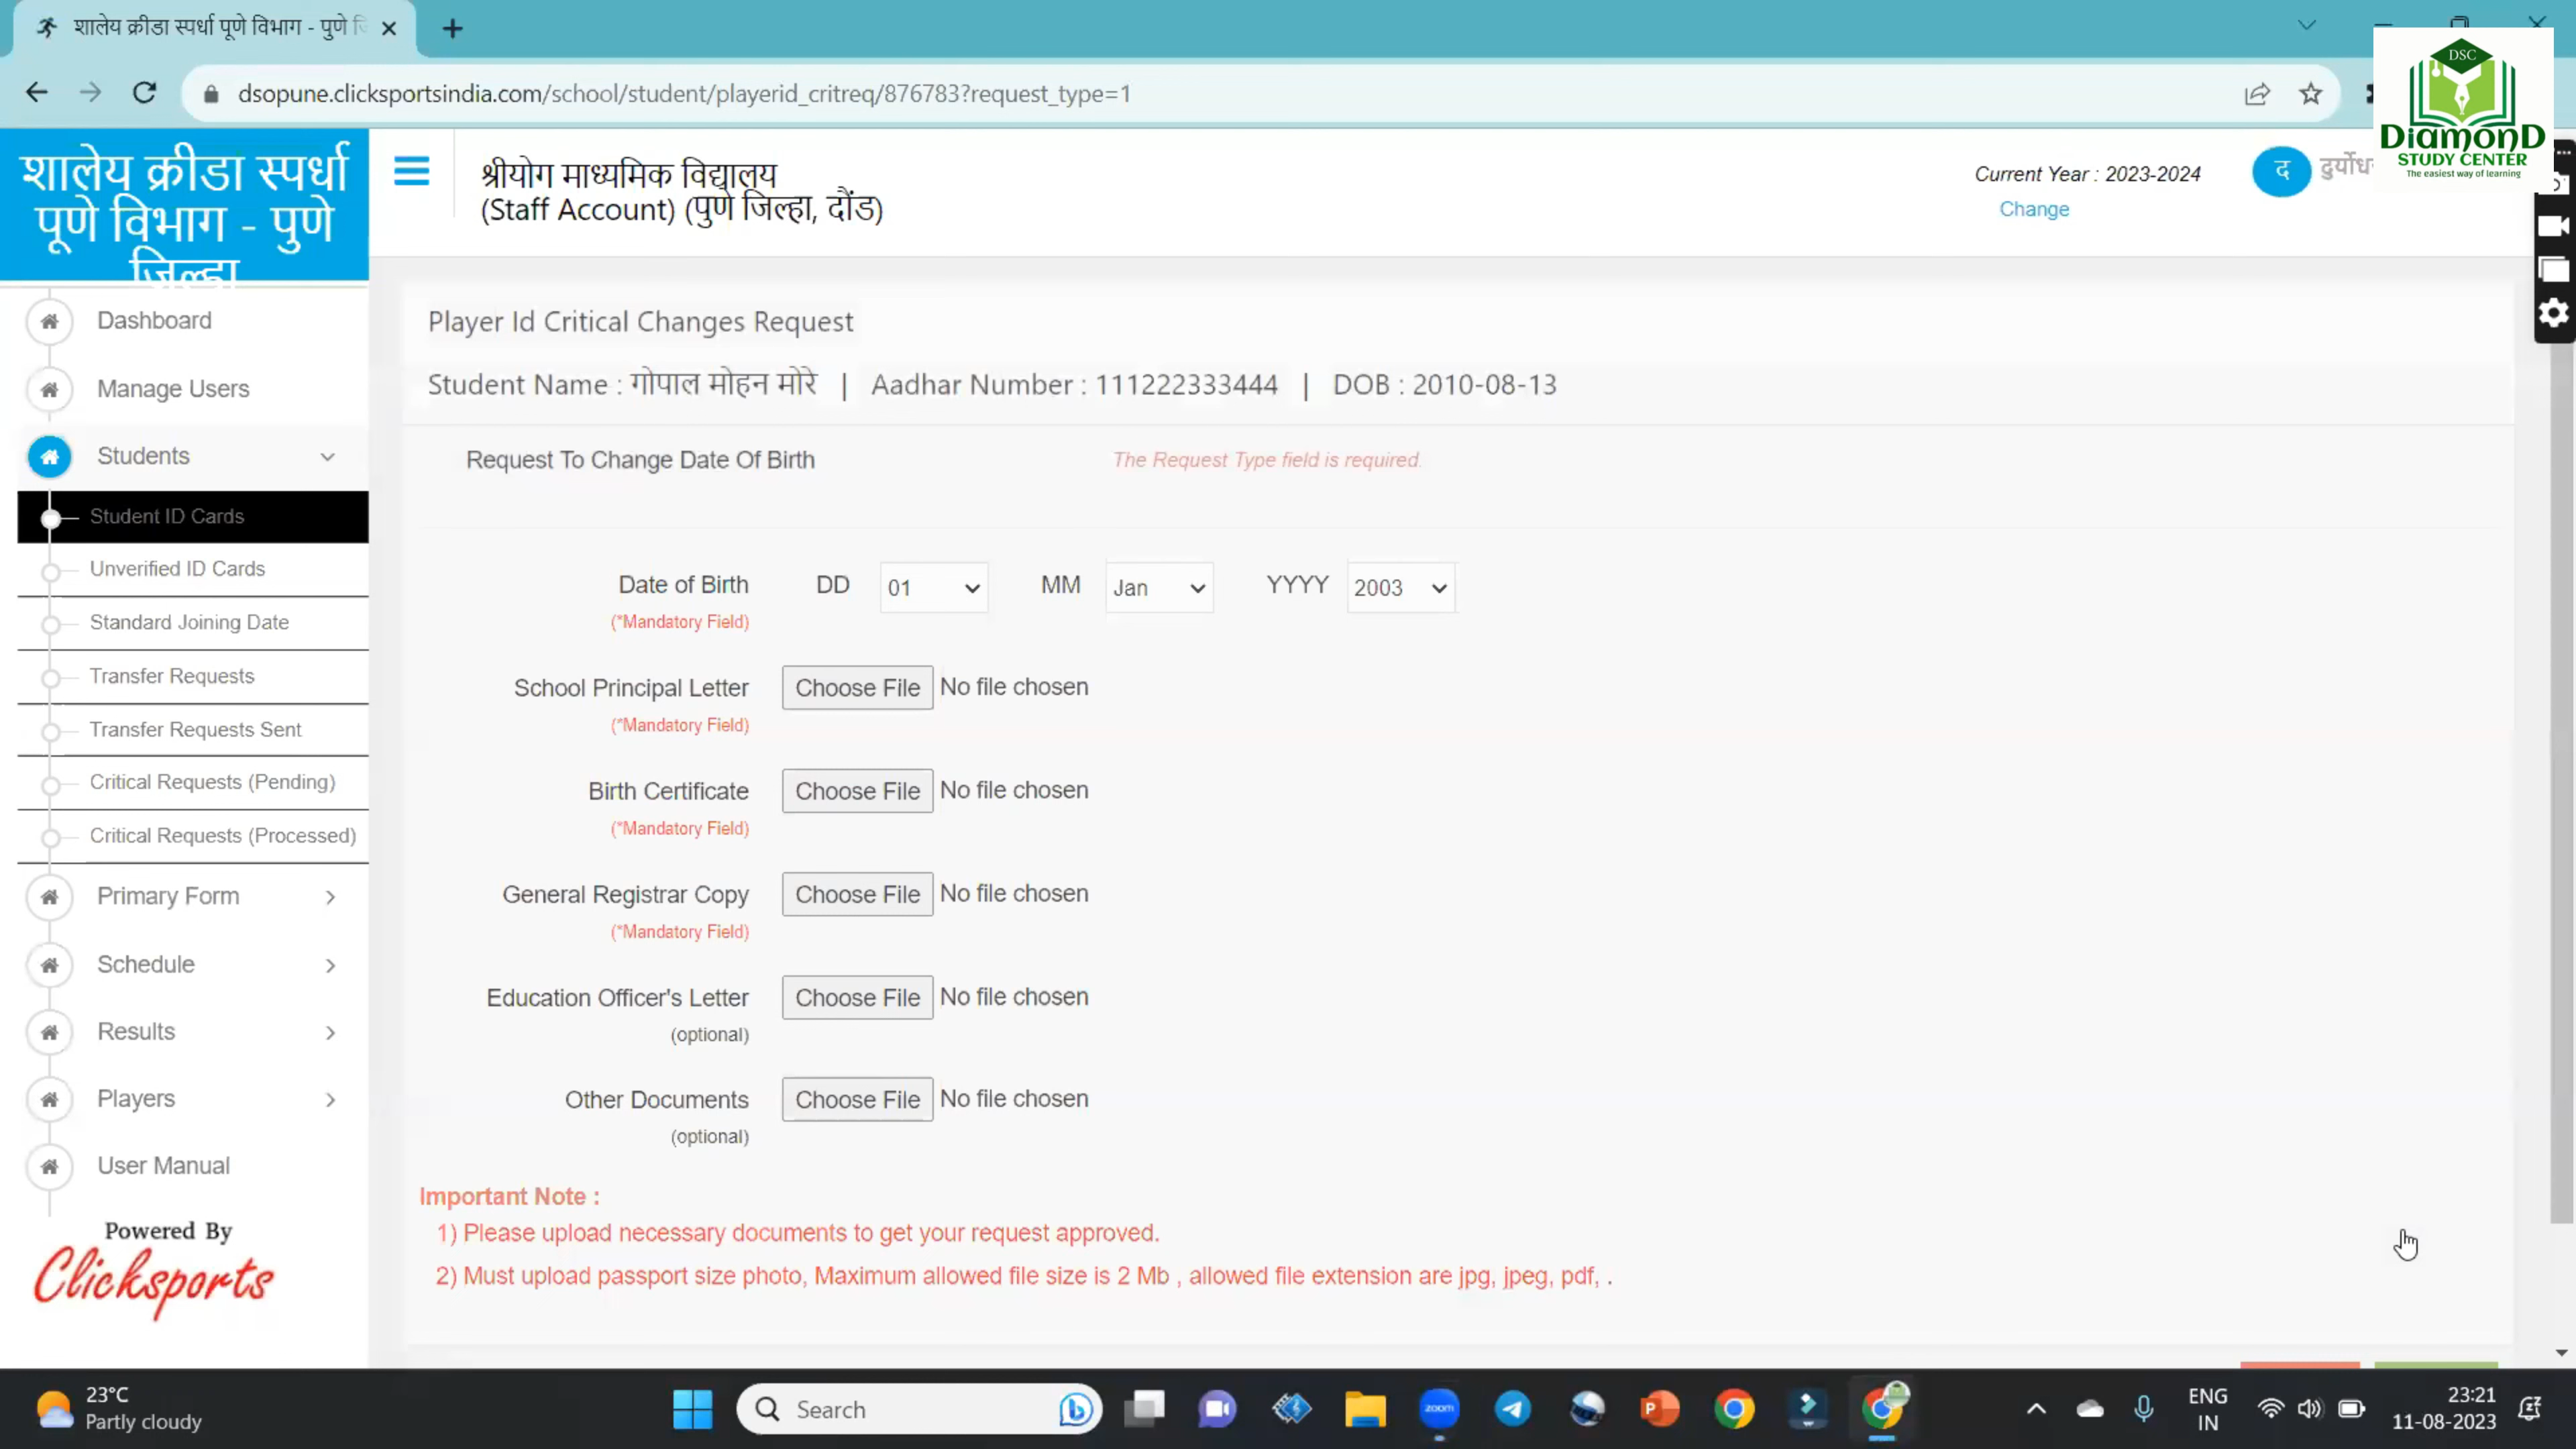 शालेय क्रीडा स्पर्धा पूणे विभाग - पुणे
dsopune.clicksportsindia.com/school/student/playerid_critreq/876783?request_type=1
DSC
DiamonD
STUDY CENTER
The easiest way of learning
शालेय क्रीडा स्पर्धा
पूणे विभाग - पुणे
जिल्हा
श्रीयोग माध्यमिक विद्यालय
(Staff Account) (पुणे जिल्हा, दौंड)
Current Year : 2023-2024
Change
द
Dashboard
Manage Users
Students
Student ID Cards
Unverified ID Cards
Standard Joining Date
Transfer Requests
Transfer Requests Sent
Critical Requests (Pending)
Critical Requests (Processed)
Primary Form
Schedule
Results
Players
User Manual
Powered By
Clicksports
Player Id Critical Changes Request
Student Name : गोपाल मोहन मोरे | Aadhar Number : 111222333444 | DOB : 2010-08-13
Request To Change Date Of Birth The Request Type field is required.
Date of Birth DD 01 MM Jan YYYY 2003
(*Mandatory Field)
School Principal Letter Choose File No file chosen
(*Mandatory Field)
Birth Certificate Choose File No file chosen
(*Mandatory Field)
General Registrar Copy Choose File No file chosen
(*Mandatory Field)
Education Officer's Letter Choose File No file chosen
(optional)
Other Documents Choose File No file chosen
(optional)
Important Note :
1) Please upload necessary documents to get your request approved.
2) Must upload passport size photo, Maximum allowed file size is 2 Mb , allowed file extension are jpg, jpeg, pdf, .
23°C
Partly cloudy
Search
zoom
ENG
IN
23:21
11-08-2023